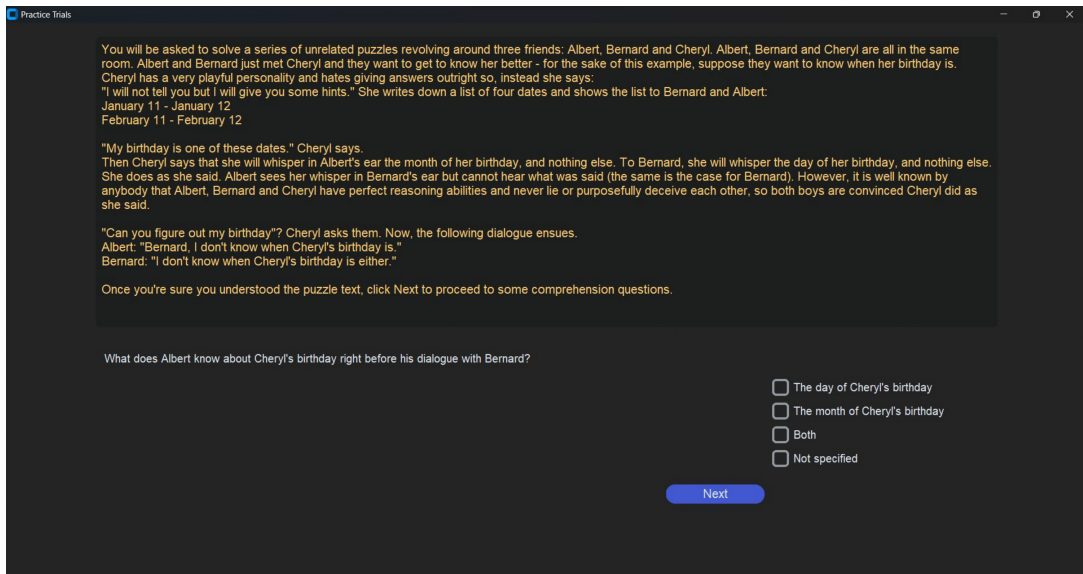 Practice Trials
You will be asked to solve a series of unrelated puzzles revolving around three friends: Albert, Bernard and Cheryl. Albert, Bernard and Cheryl are all in the same
room. Albert and Bernard just met Cheryl and they want to get to know her better - for the sake of this example, suppose they want to know when her birthday is.
Cheryl has a very playful personality and hates giving answers outright so, instead she says:
"I will not tell you but I will give you some hints." She writes down a list of four dates and shows the list to Bernard and Albert:
January 11 - January 12
February 11 - February 12
"My birthday is one of these dates." Cheryl says.
Then Cheryl says that she will whisper in Albert's ear the month of her birthday, and nothing else. To Bernard, she will whisper the day of her birthday, and nothing else.
She does as she said. Albert sees her whisper in Bernard's ear but cannot hear what was said (the same is the case for Bernard). However, it is well known by
anybody that Albert, Bernard and Cheryl have perfect reasoning abilities and never lie or purposefully deceive each other, so both boys are convinced Cheryl did as
she said.
"Can you figure out my birthday"? Cheryl asks them. Now, the following dialogue ensues.
Albert: "Bernard, I don't know when Cheryl's birthday is."
Bernard: "I don't know when Cheryl's birthday is either."
Once you're sure you understood the puzzle text, click Next to proceed to some comprehension questions.
What does Albert know about Cheryl's birthday right before his dialogue with Bernard?
The day of Cheryl's birthday
The month of Cheryl's birthday
Both
Not specified
Next